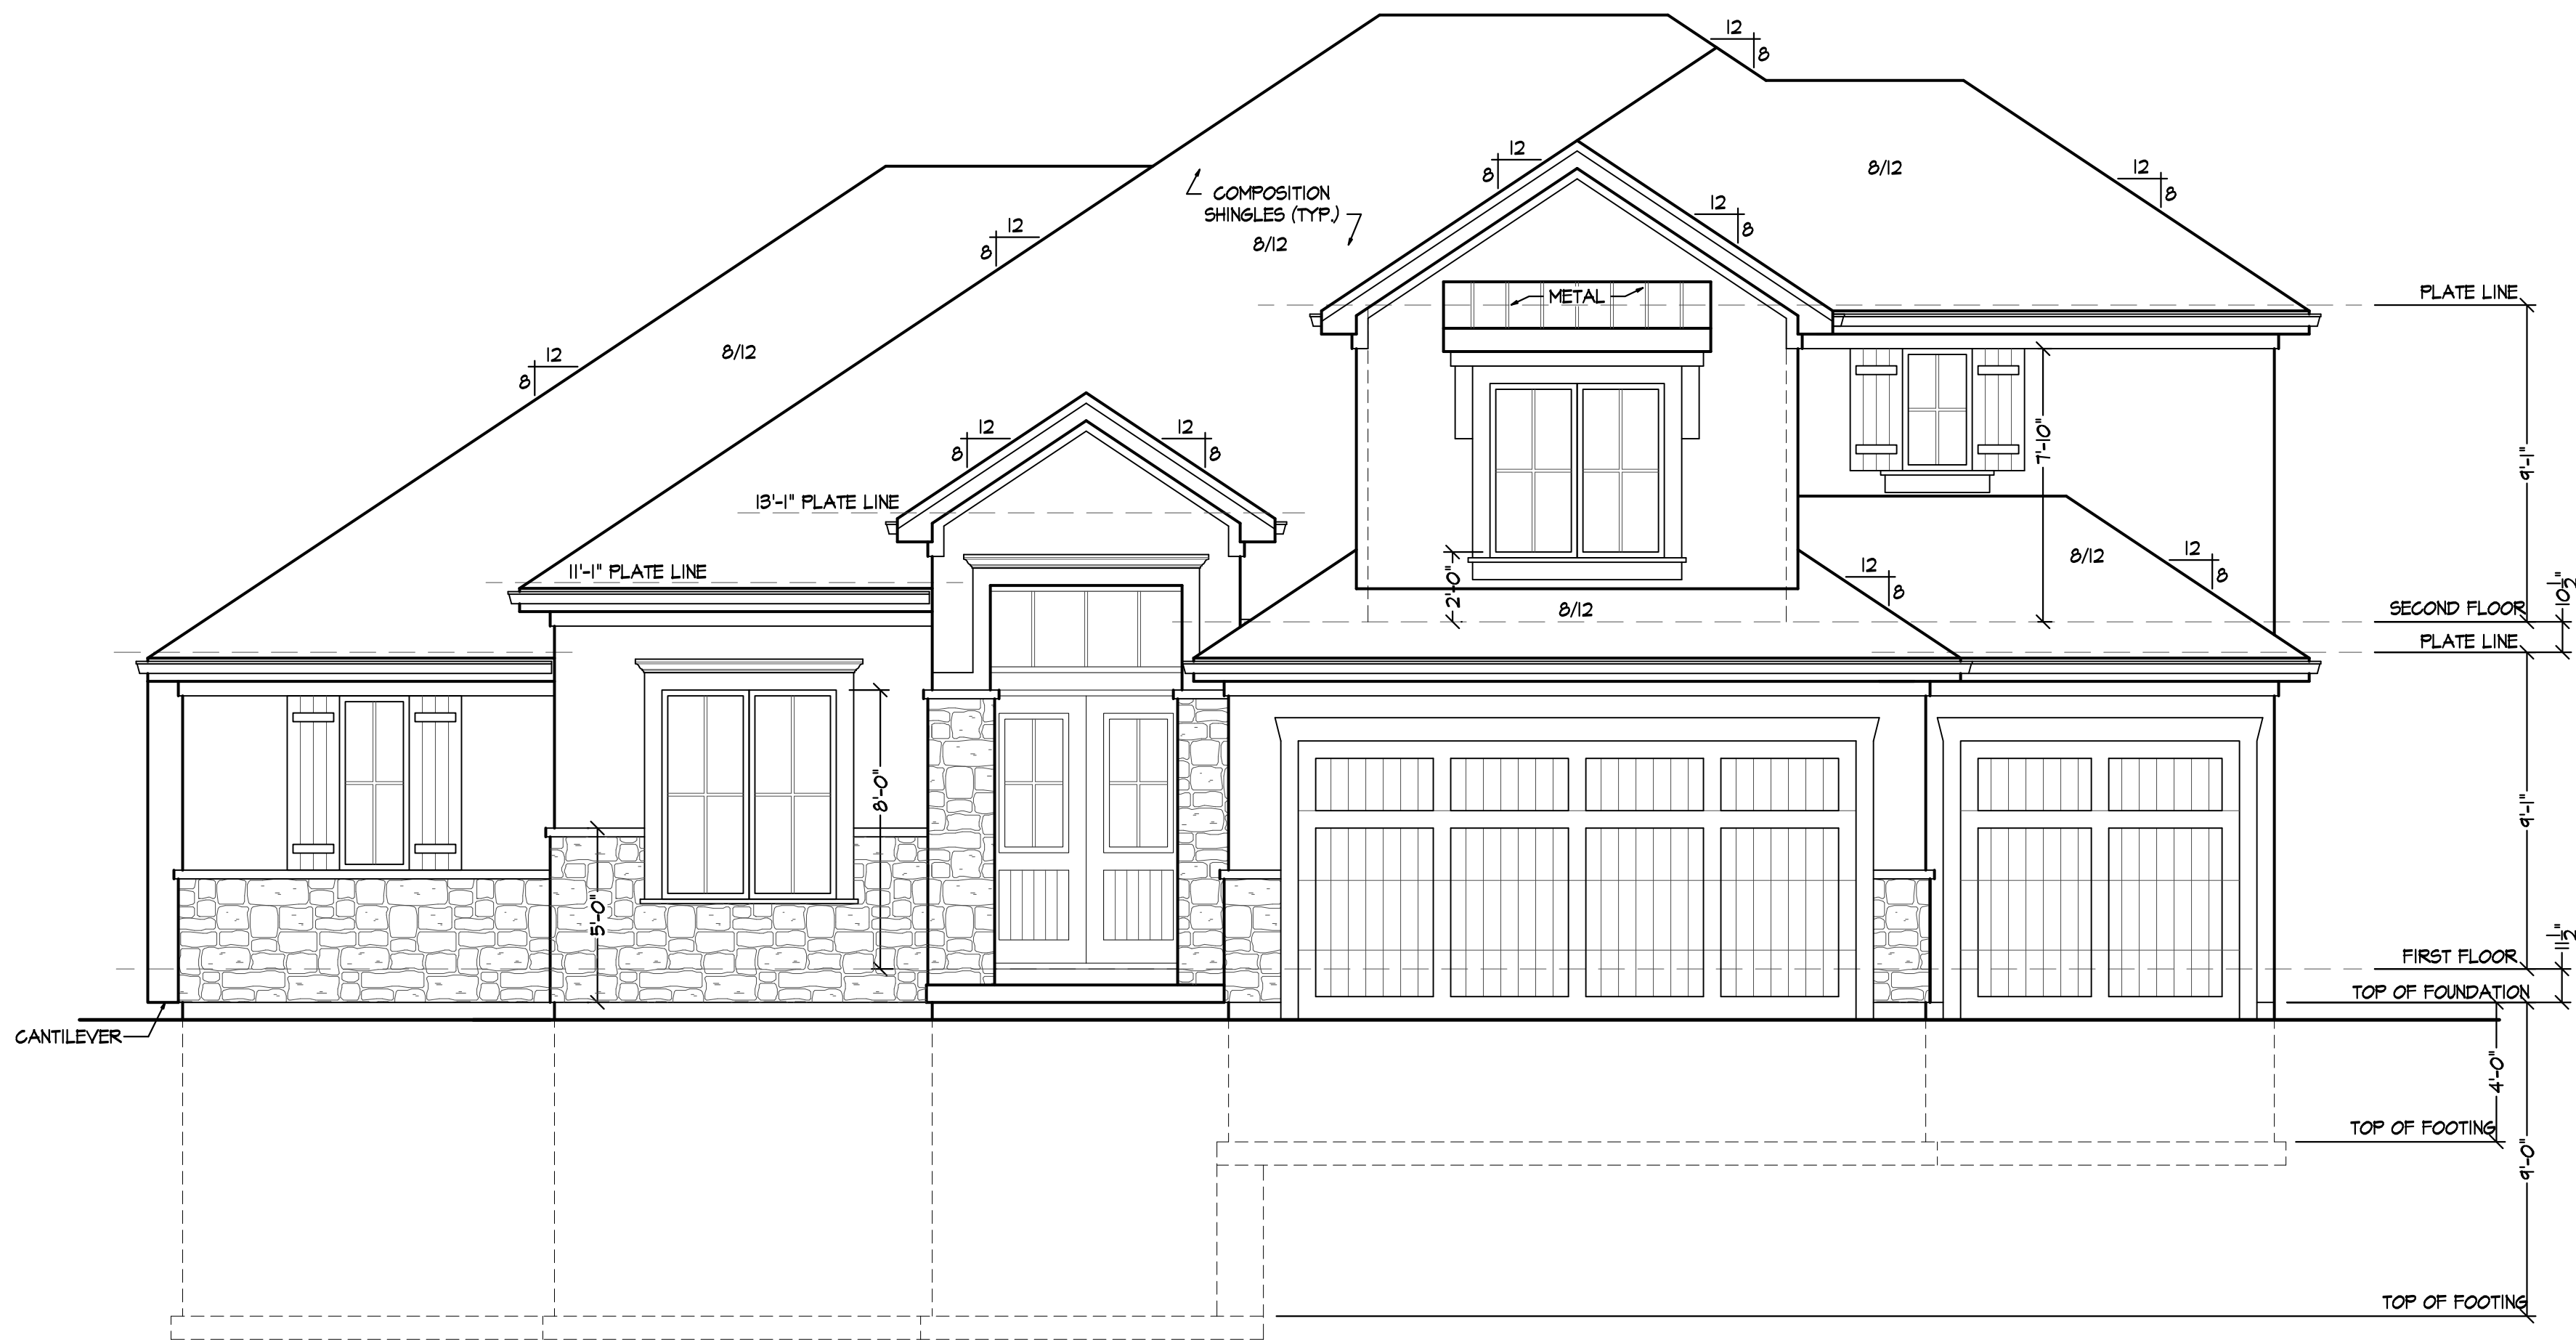 12
8
12
8
8/12
12
8
COMPOSITION
SHINGLES (TYP.)
8/12
12
8
12
8
METAL
PLATE LINE
12
8
8/12
12
8
12
8
7'-10"
9'-1"
13'-1" PLATE LINE
11'-1" PLATE LINE
2'-0"
8/12
12
8
8/12
12
8
10 1/2"
SECOND FLOOR
PLATE LINE
8'-0"
5'-0"
9'-1"
11 1/2"
FIRST FLOOR
TOP OF FOUNDATION
CANTILEVER
4'-0"
TOP OF FOOTING
9'-0"
TOP OF FOOTING